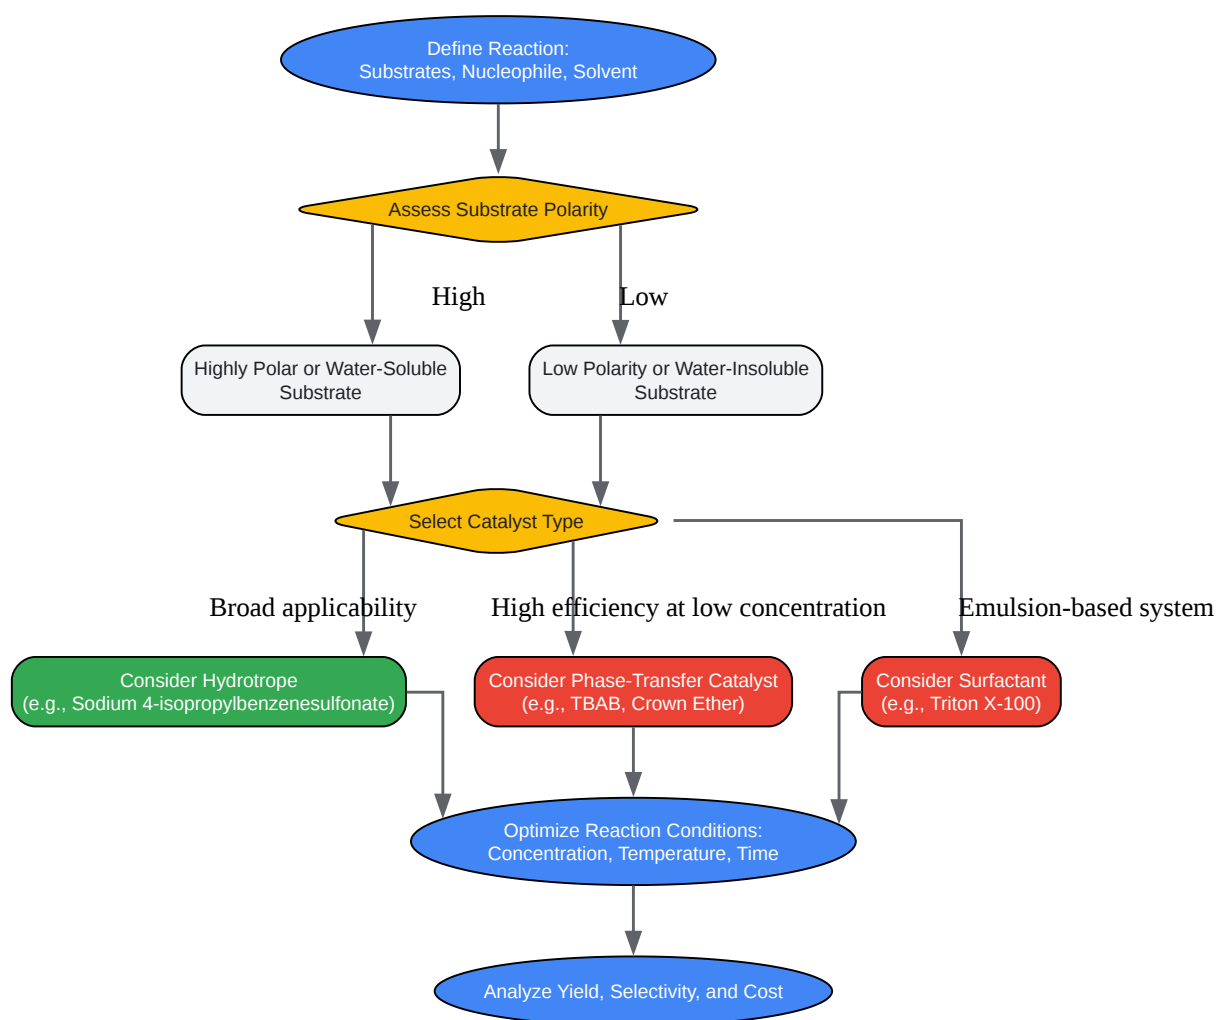 Define Reaction:
Substrates, Nucleophile, Solvent
Assess Substrate Polarity
High
Low
Highly Polar or Water-Soluble
Substrate
Low Polarity or Water-Insoluble
Substrate
Select Catalyst Type
Broad applicability
High efficiency at low concentration
Emulsion-based system
Consider Hydrotrope
(e.g., Sodium 4-isopropylbenzenesulfonate)
Consider Phase-Transfer Catalyst
(e.g., TBAB, Crown Ether)
Consider Surfactant
(e.g., Triton X-100)
Optimize Reaction Conditions:
Concentration, Temperature, Time
Analyze Yield, Selectivity, and Cost